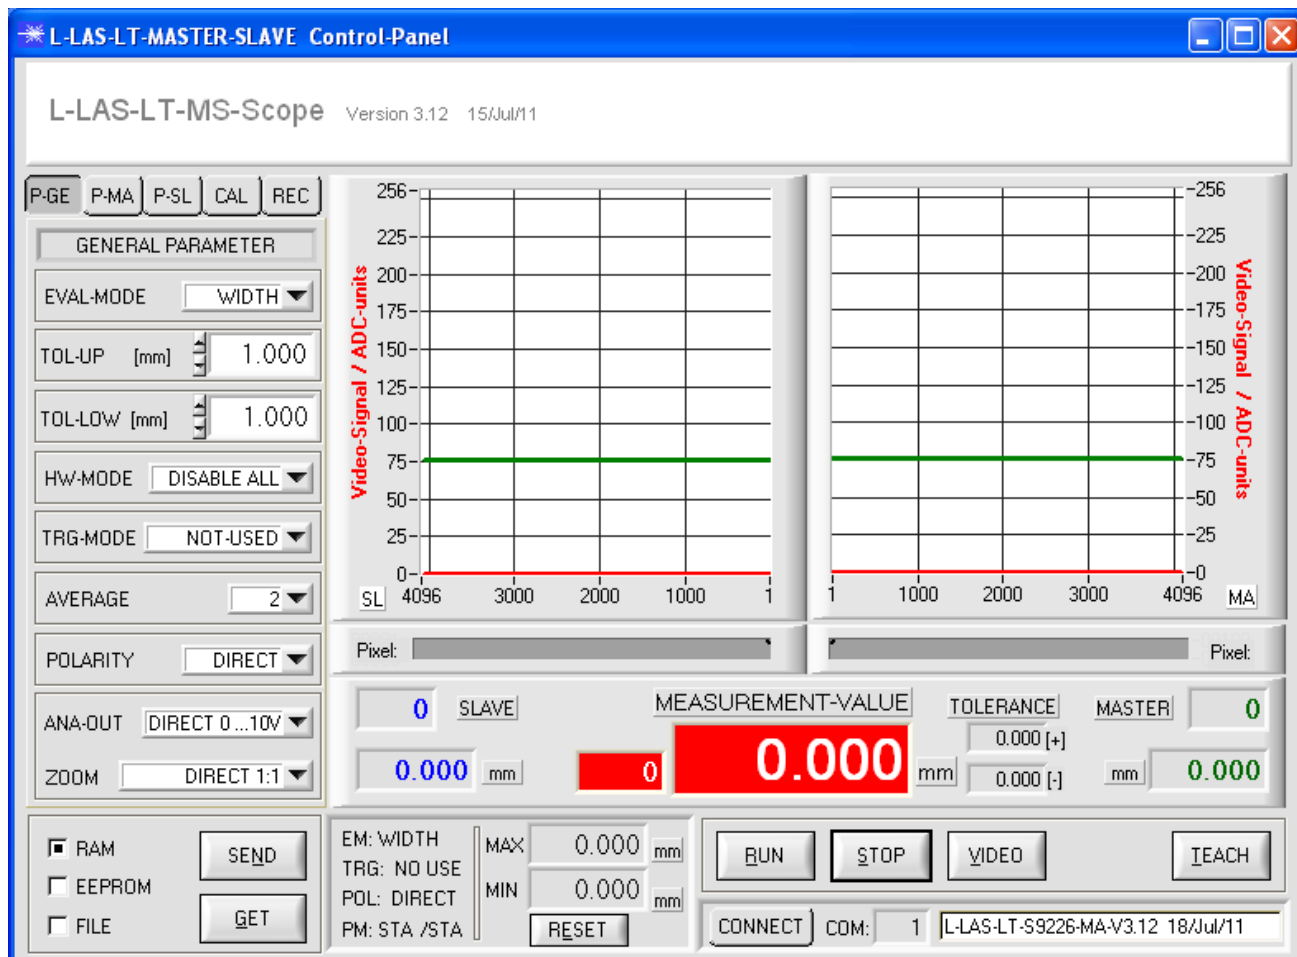 L-LAS-LT-MASTER-SLAVE Control-Panel
L-LAS-LT-MS-Scope Version 3.12 15/Jul/11
P-GE P-MA P-SL CAL REC
GENERAL PARAMETER
EVAL-MODE WIDTH
TOL-UP [mm] 1.000
TOL-LOW [mm] 1.000
HW-MODE DISABLE ALL
TRG-MODE NOT-USED
AVERAGE 2
POLARITY DIRECT
ANA-OUT DIRECT 0...10V
ZOOM DIRECT 1:1
RAM
EEPROM
FILE
SEND
GET
Video-Signal / ADC-units
256
225
200
175
150
125
100
75
50
25
0
SL 4096 3000 2000 1000 1
256
225
200
175
150
125
100
75
50
25
0
1 1000 2000 3000 4096 MA
Video-Signal / ADC-units
Pixel:
Pixel:
0 SLAVE
0.000 mm
MEASUREMENT-VALUE
0 0.000 mm
TOLERANCE
0.000 [+]
0.000 [-]
MASTER 0
mm 0.000
EM: WIDTH
TRG: NO USE
POL: DIRECT
PM: STA /STA
MAX 0.000 mm
MIN 0.000 mm
RESET
RUN STOP VIDEO TEACH
CONNECT COM: 1 L-LAS-LT-S9226-MA-V3.12 18/Jul/11